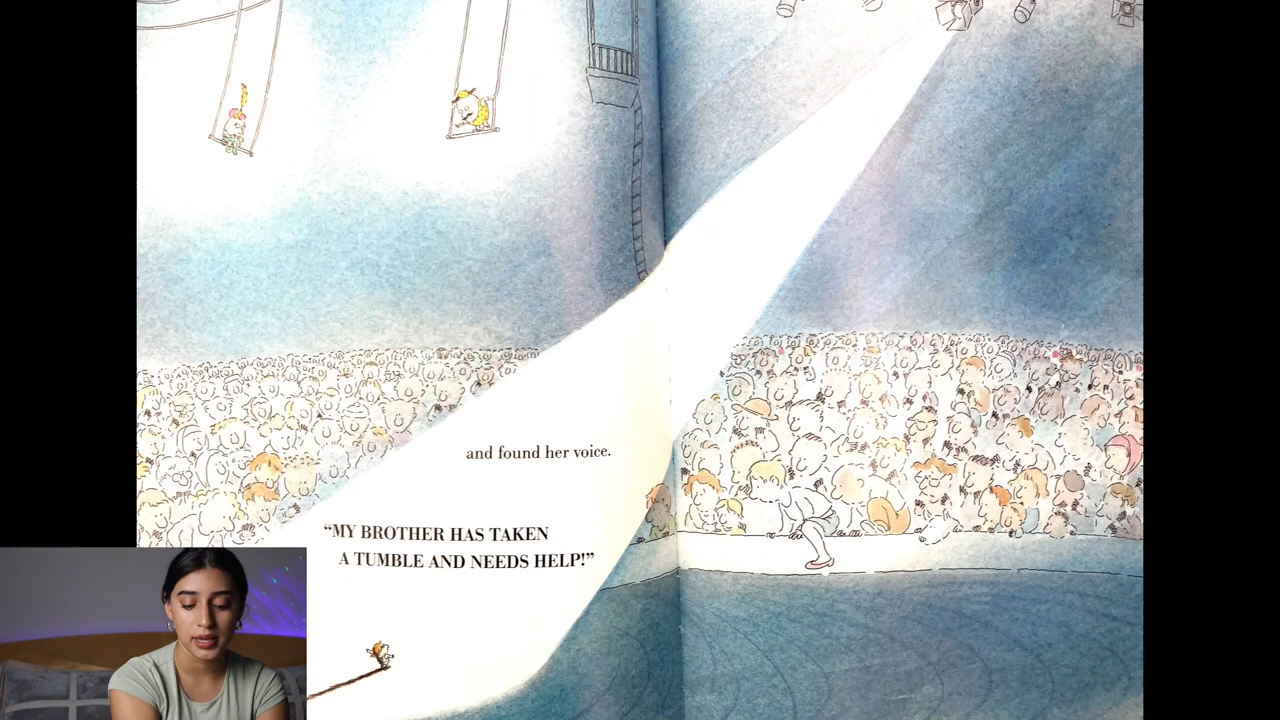 and found her voice.
“MY BROTHER HAS TAKEN
A TUMBLE AND NEEDS HELP!”